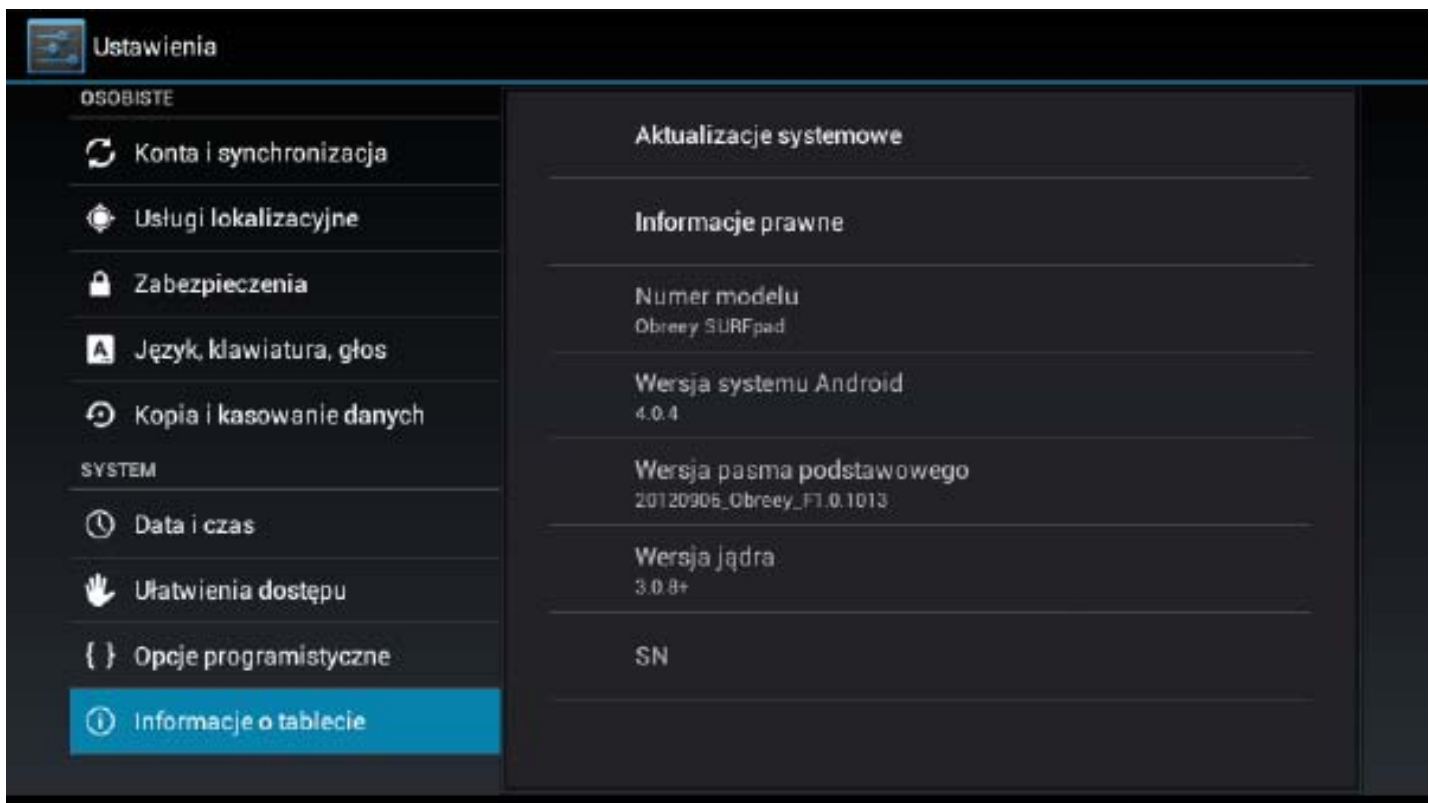 Ustawienia
OSOBISTE
Konta i synchronizacja
Usługi lokalizacyjne
Zabezpieczenia
Język, klawiatura, głos
Kopia i kasowanie danych
SYSTEM
Data i czas
Ułatwienia dostępu
{ } Opcje programistyczne
Informacje o tablecie
Aktualizacje systemowe
Informacje prawne
Numer modelu
Obreey SURFpad
Wersja systemu Android
4.0.4
Wersja pasma podstawowego
20120906_Obreey_F1.0.1013
Wersja jądra
3.0.8+
SN